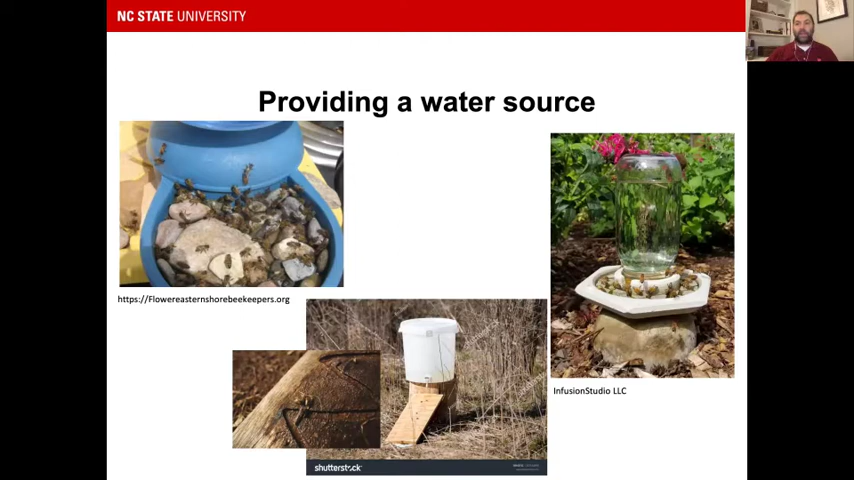 NC STATE UNIVERSITY
Providing a water source
https://Flowereasternshorebeekeepers.org
InfusionStudio LLC
shutterstock